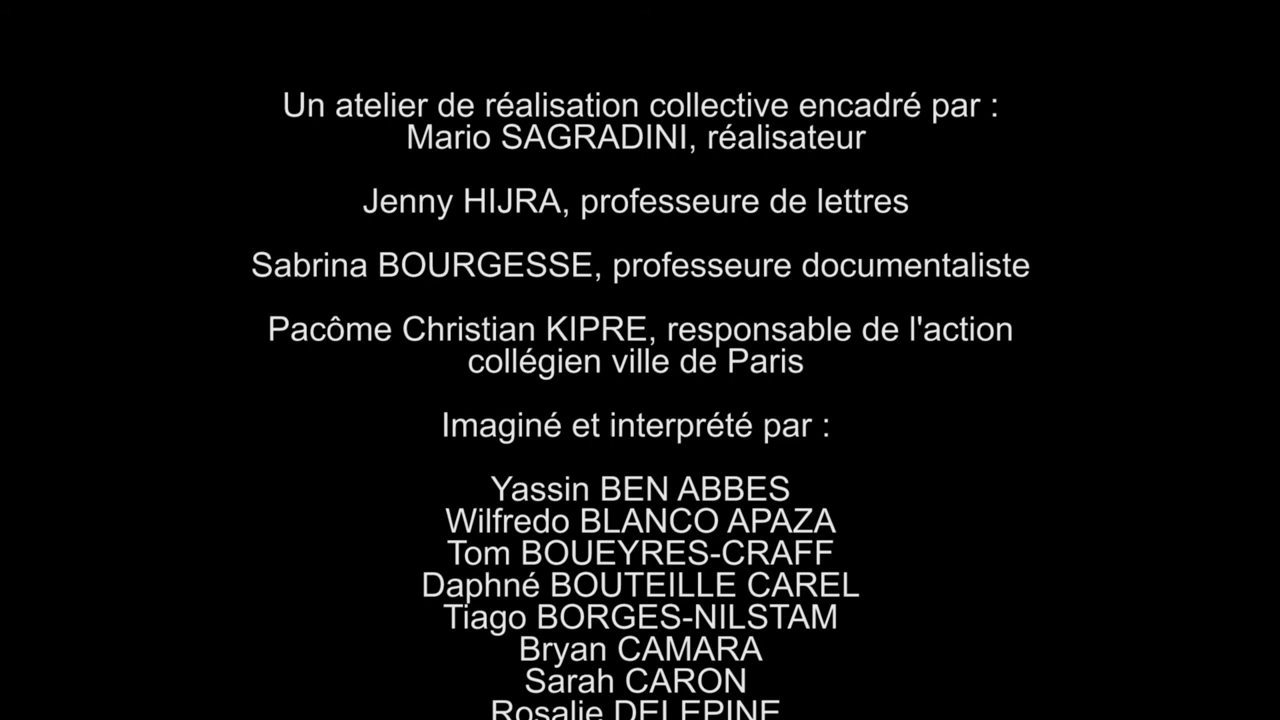 Un atelier de réalisation collective encadré par :
Mario SAGRADINI, réalisateur
Jenny HIJRA, professeure de lettres
Sabrina BOURGESSE, professeure documentaliste
Pacôme Christian KIPRE, responsable de l'action
collégien ville de Paris
Imaginé et interprété par :
Yassin BEN ABBES
Wilfredo BLANCO APAZA
Tom BOUEYRES-CRAFF
Daphné BOUTEILLE CAREL
Tiago BORGES-NILSTAM
Bryan CAMARA
Sarah CARON
Rosalie DELEPINE